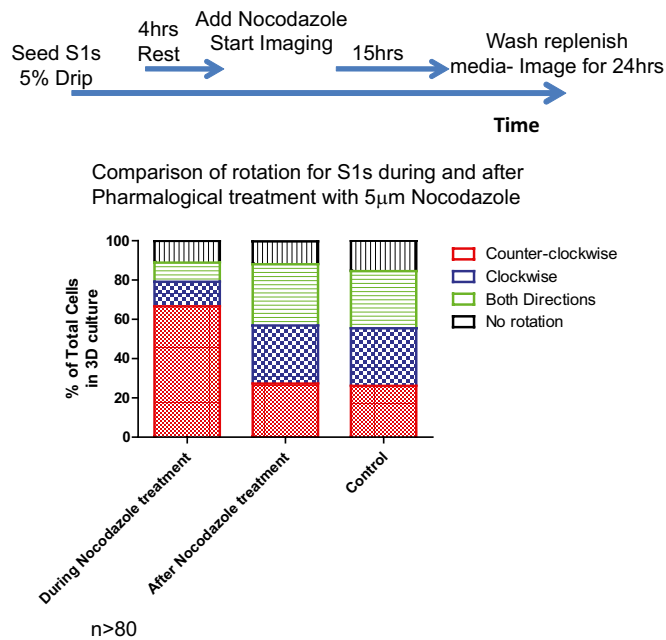 Seed S1s
5% Drip
4hrs
Rest
Add Nocodazole
Start Imaging
15hrs
Wash replenish
media- Image for 24hrs
Time
Comparison of rotation for S1s during and after
Pharmalogical treatment with 5µm Nocodazole
% of Total Cells
in 3D culture
100
80
60
40
20
0
Counter-clockwise
Clockwise
Both Directions
No rotation
During Nocodazole treatment
After Nocodazole treatment
Control
n>80